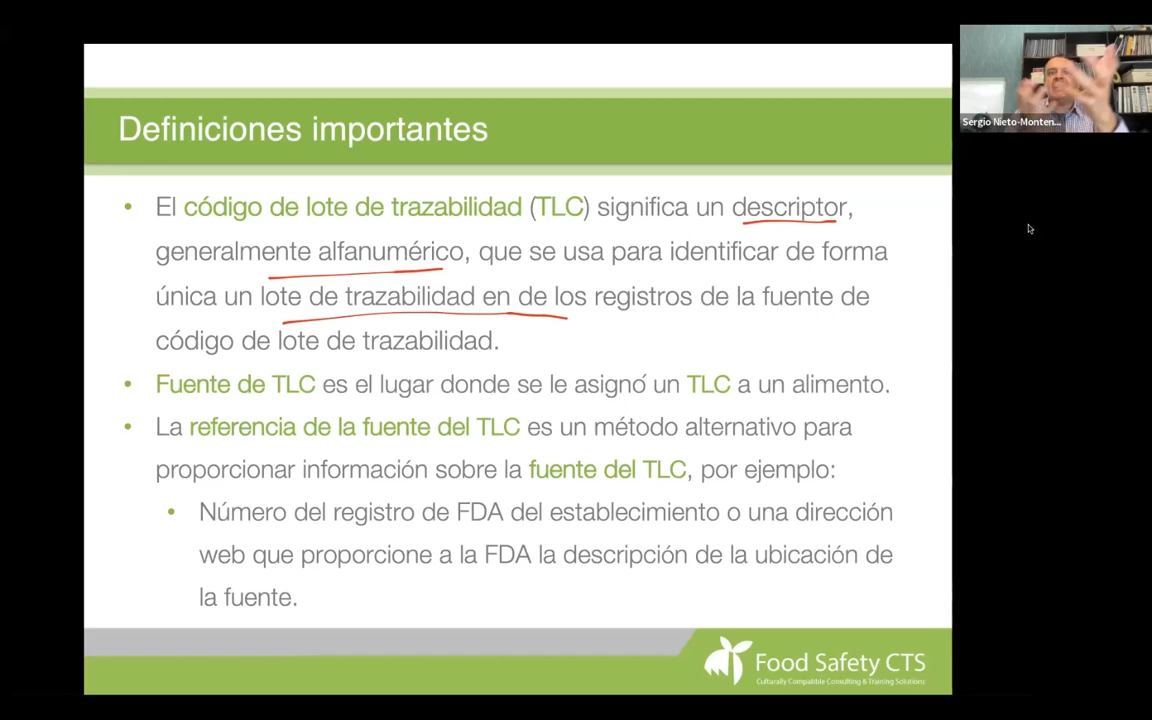 Sergio Nieto-Monten...
Definiciones importantes
• El código de lote de trazabilidad (TLC) significa un descriptor,
generalmente alfanumérico, que se usa para identificar de forma
única un lote de trazabilidad en de los registros de la fuente de
código de lote de trazabilidad.
• Fuente de TLC es el lugar donde se le asignó un TLC a un alimento.
• La referencia de la fuente del TLC es un método alternativo para
proporcionar información sobre la fuente del TLC, por ejemplo:
• Número del registro de FDA del establecimiento o una dirección
web que proporcione a la FDA la descripción de la ubicación de
la fuente.
Food Safety CTS
Culturally Compatible Consulting & Training Solutions